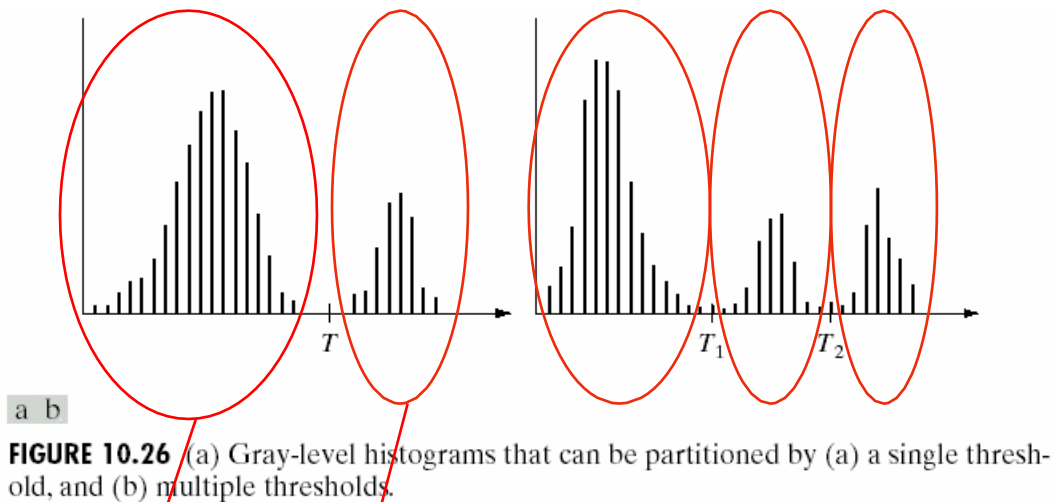 T
T1
T2
a b
FIGURE 10.26 (a) Gray-level histograms that can be partitioned by (a) a single thresh-
old, and (b) multiple thresholds.